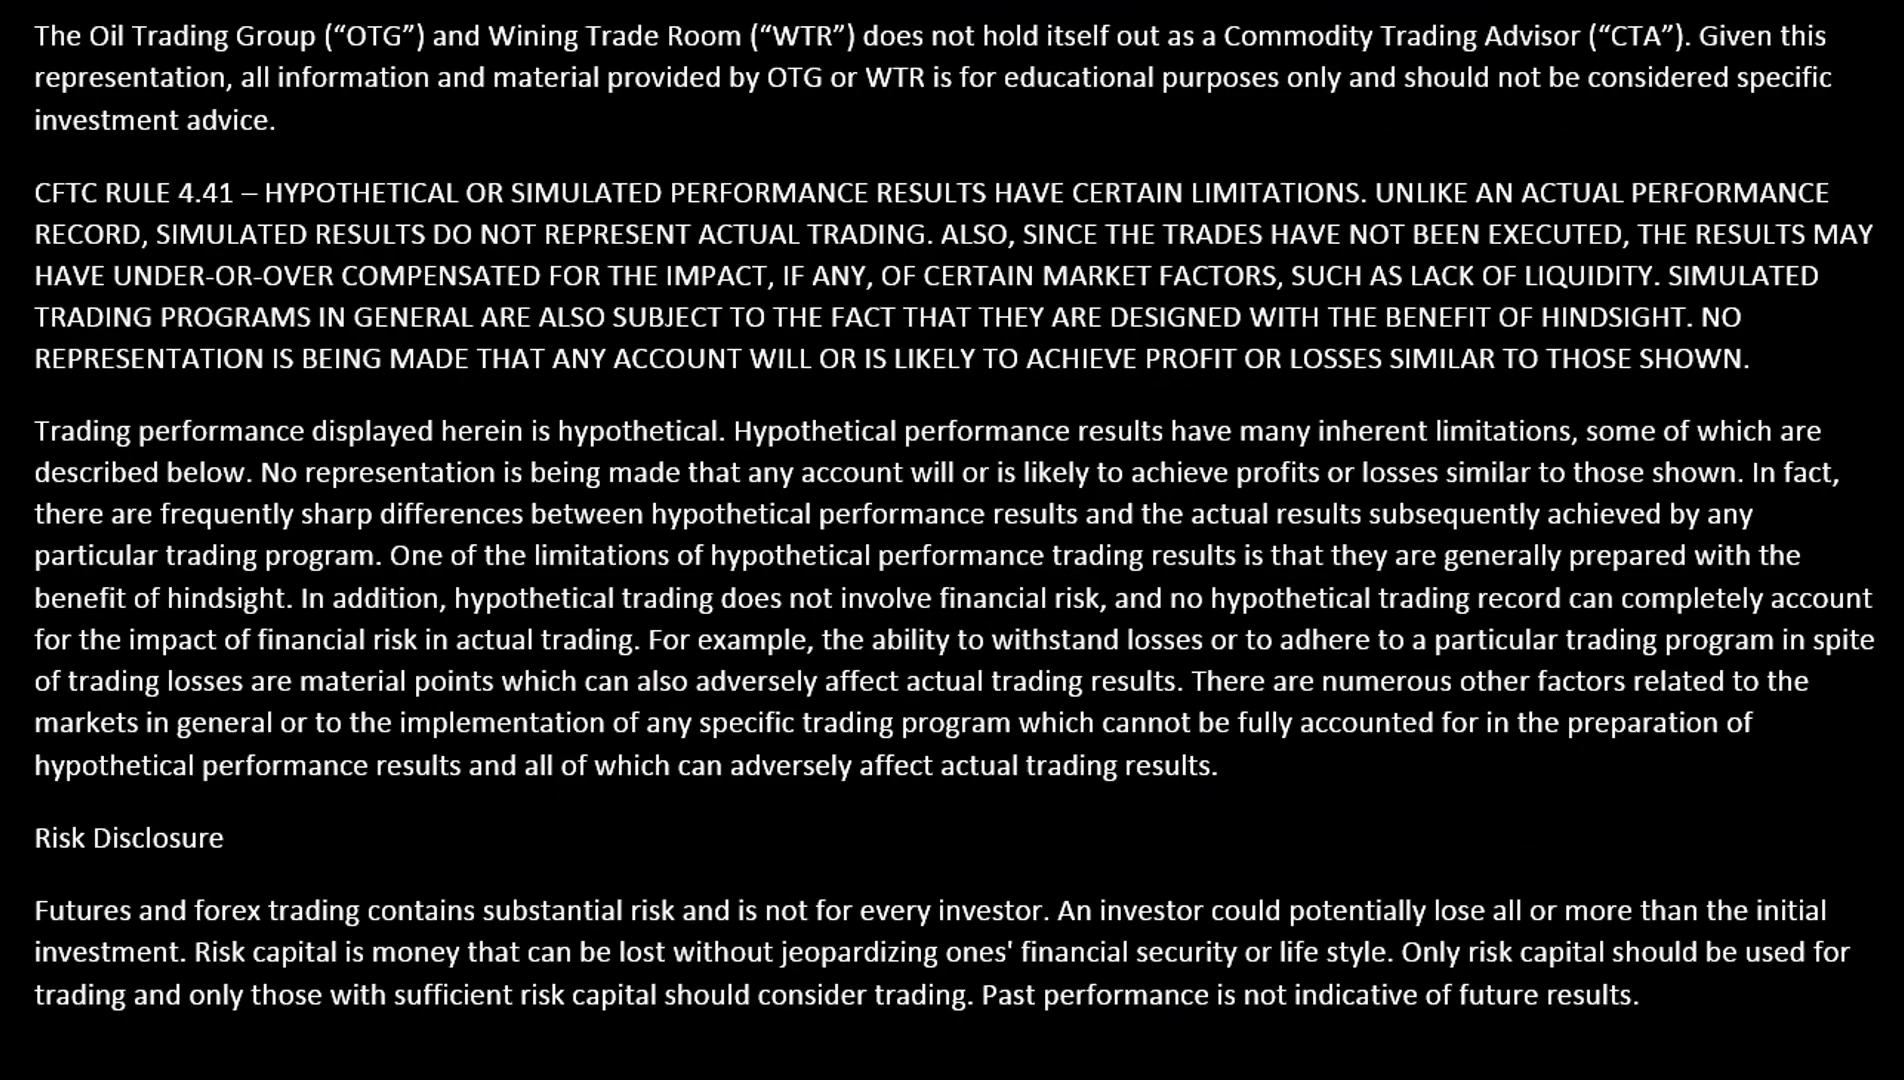 The Oil Trading Group (“OTG”) and Wining Trade Room (“WTR”) does not hold itself out as a Commodity Trading Advisor (“CTA”). Given this
representation, all information and material provided by OTG or WTR is for educational purposes only and should not be considered specific
investment advice.
CFTC RULE 4.41 – HYPOTHETICAL OR SIMULATED PERFORMANCE RESULTS HAVE CERTAIN LIMITATIONS. UNLIKE AN ACTUAL PERFORMANCE
RECORD, SIMULATED RESULTS DO NOT REPRESENT ACTUAL TRADING. ALSO, SINCE THE TRADES HAVE NOT BEEN EXECUTED, THE RESULTS MAY
HAVE UNDER-OR-OVER COMPENSATED FOR THE IMPACT, IF ANY, OF CERTAIN MARKET FACTORS, SUCH AS LACK OF LIQUIDITY. SIMULATED
TRADING PROGRAMS IN GENERAL ARE ALSO SUBJECT TO THE FACT THAT THEY ARE DESIGNED WITH THE BENEFIT OF HINDSIGHT. NO
REPRESENTATION IS BEING MADE THAT ANY ACCOUNT WILL OR IS LIKELY TO ACHIEVE PROFIT OR LOSSES SIMILAR TO THOSE SHOWN.
Trading performance displayed herein is hypothetical. Hypothetical performance results have many inherent limitations, some of which are
described below. No representation is being made that any account will or is likely to achieve profits or losses similar to those shown. In fact,
there are frequently sharp differences between hypothetical performance results and the actual results subsequently achieved by any
particular trading program. One of the limitations of hypothetical performance trading results is that they are generally prepared with the
benefit of hindsight. In addition, hypothetical trading does not involve financial risk, and no hypothetical trading record can completely account
for the impact of financial risk in actual trading. For example, the ability to withstand losses or to adhere to a particular trading program in spite
of trading losses are material points which can also adversely affect actual trading results. There are numerous other factors related to the
markets in general or to the implementation of any specific trading program which cannot be fully accounted for in the preparation of
hypothetical performance results and all of which can adversely affect actual trading results.
Risk Disclosure
Futures and forex trading contains substantial risk and is not for every investor. An investor could potentially lose all or more than the initial
investment. Risk capital is money that can be lost without jeopardizing ones' financial security or life style. Only risk capital should be used for
trading and only those with sufficient risk capital should consider trading. Past performance is not indicative of future results.